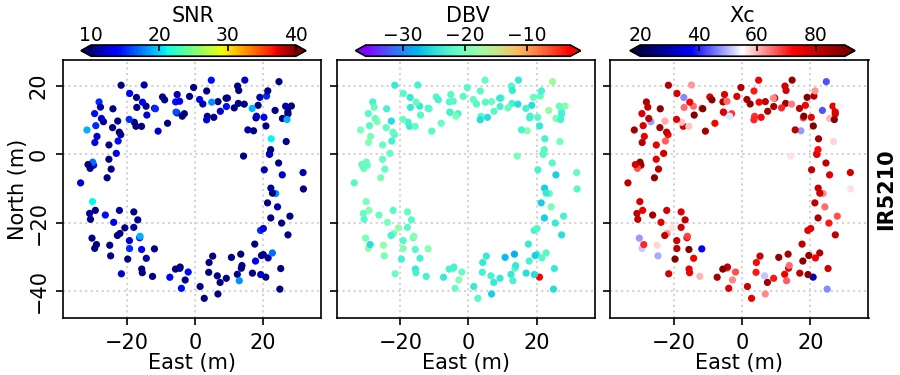 SNR DBV Xc
10 20 30 40 −30 −20 −10 20 40 60 80
20
0
−20
−40
North (m)
IR5210
−20 0 20 −20 0 20 −20 0 20
East (m) East (m) East (m)